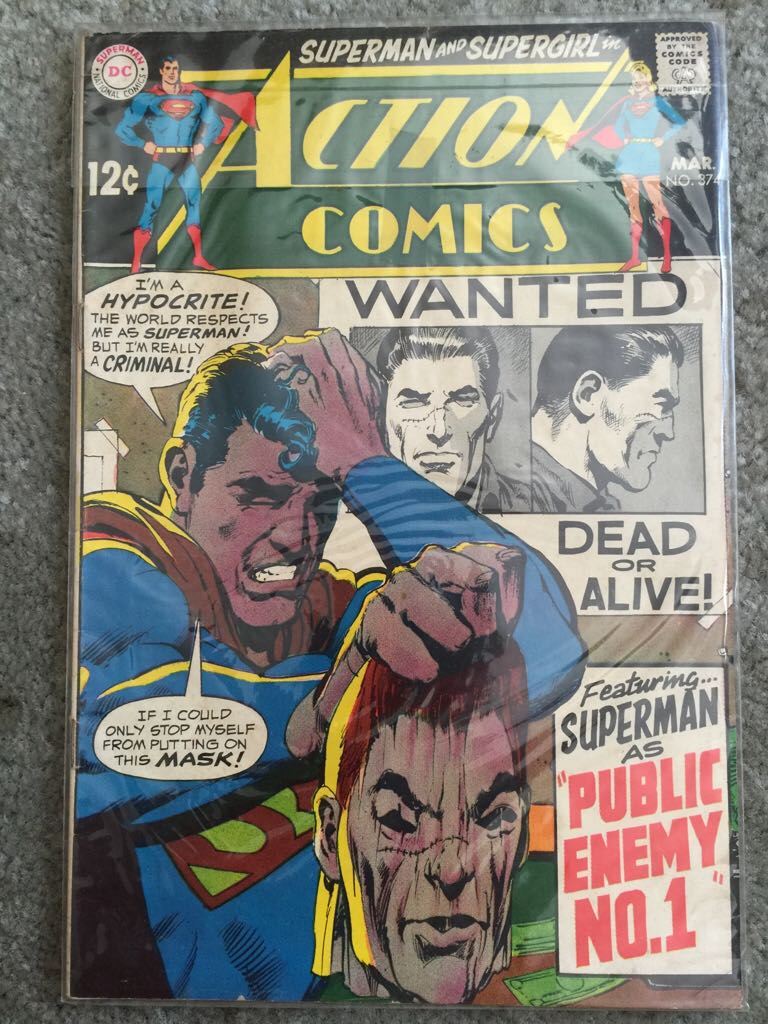 SUPERMAN
DC
NATIONAL COMICS
SUPERMAN AND SUPERGIRL in
APPROVED
BY THE
COMICS
CODE
AUTHORITY
ACTION
COMICS
12¢
MAR.
NO. 374
I'M A
HYPOCRITE!
THE WORLD RESPECTS
ME AS SUPERMAN!
BUT I'M REALLY
A CRIMINAL!
WANTED
DEAD
OR
ALIVE!
IF I COULD
ONLY STOP MYSELF
FROM PUTTING ON
THIS MASK!
Featuring...
SUPERMAN
AS
"PUBLIC
ENEMY
NO.1"